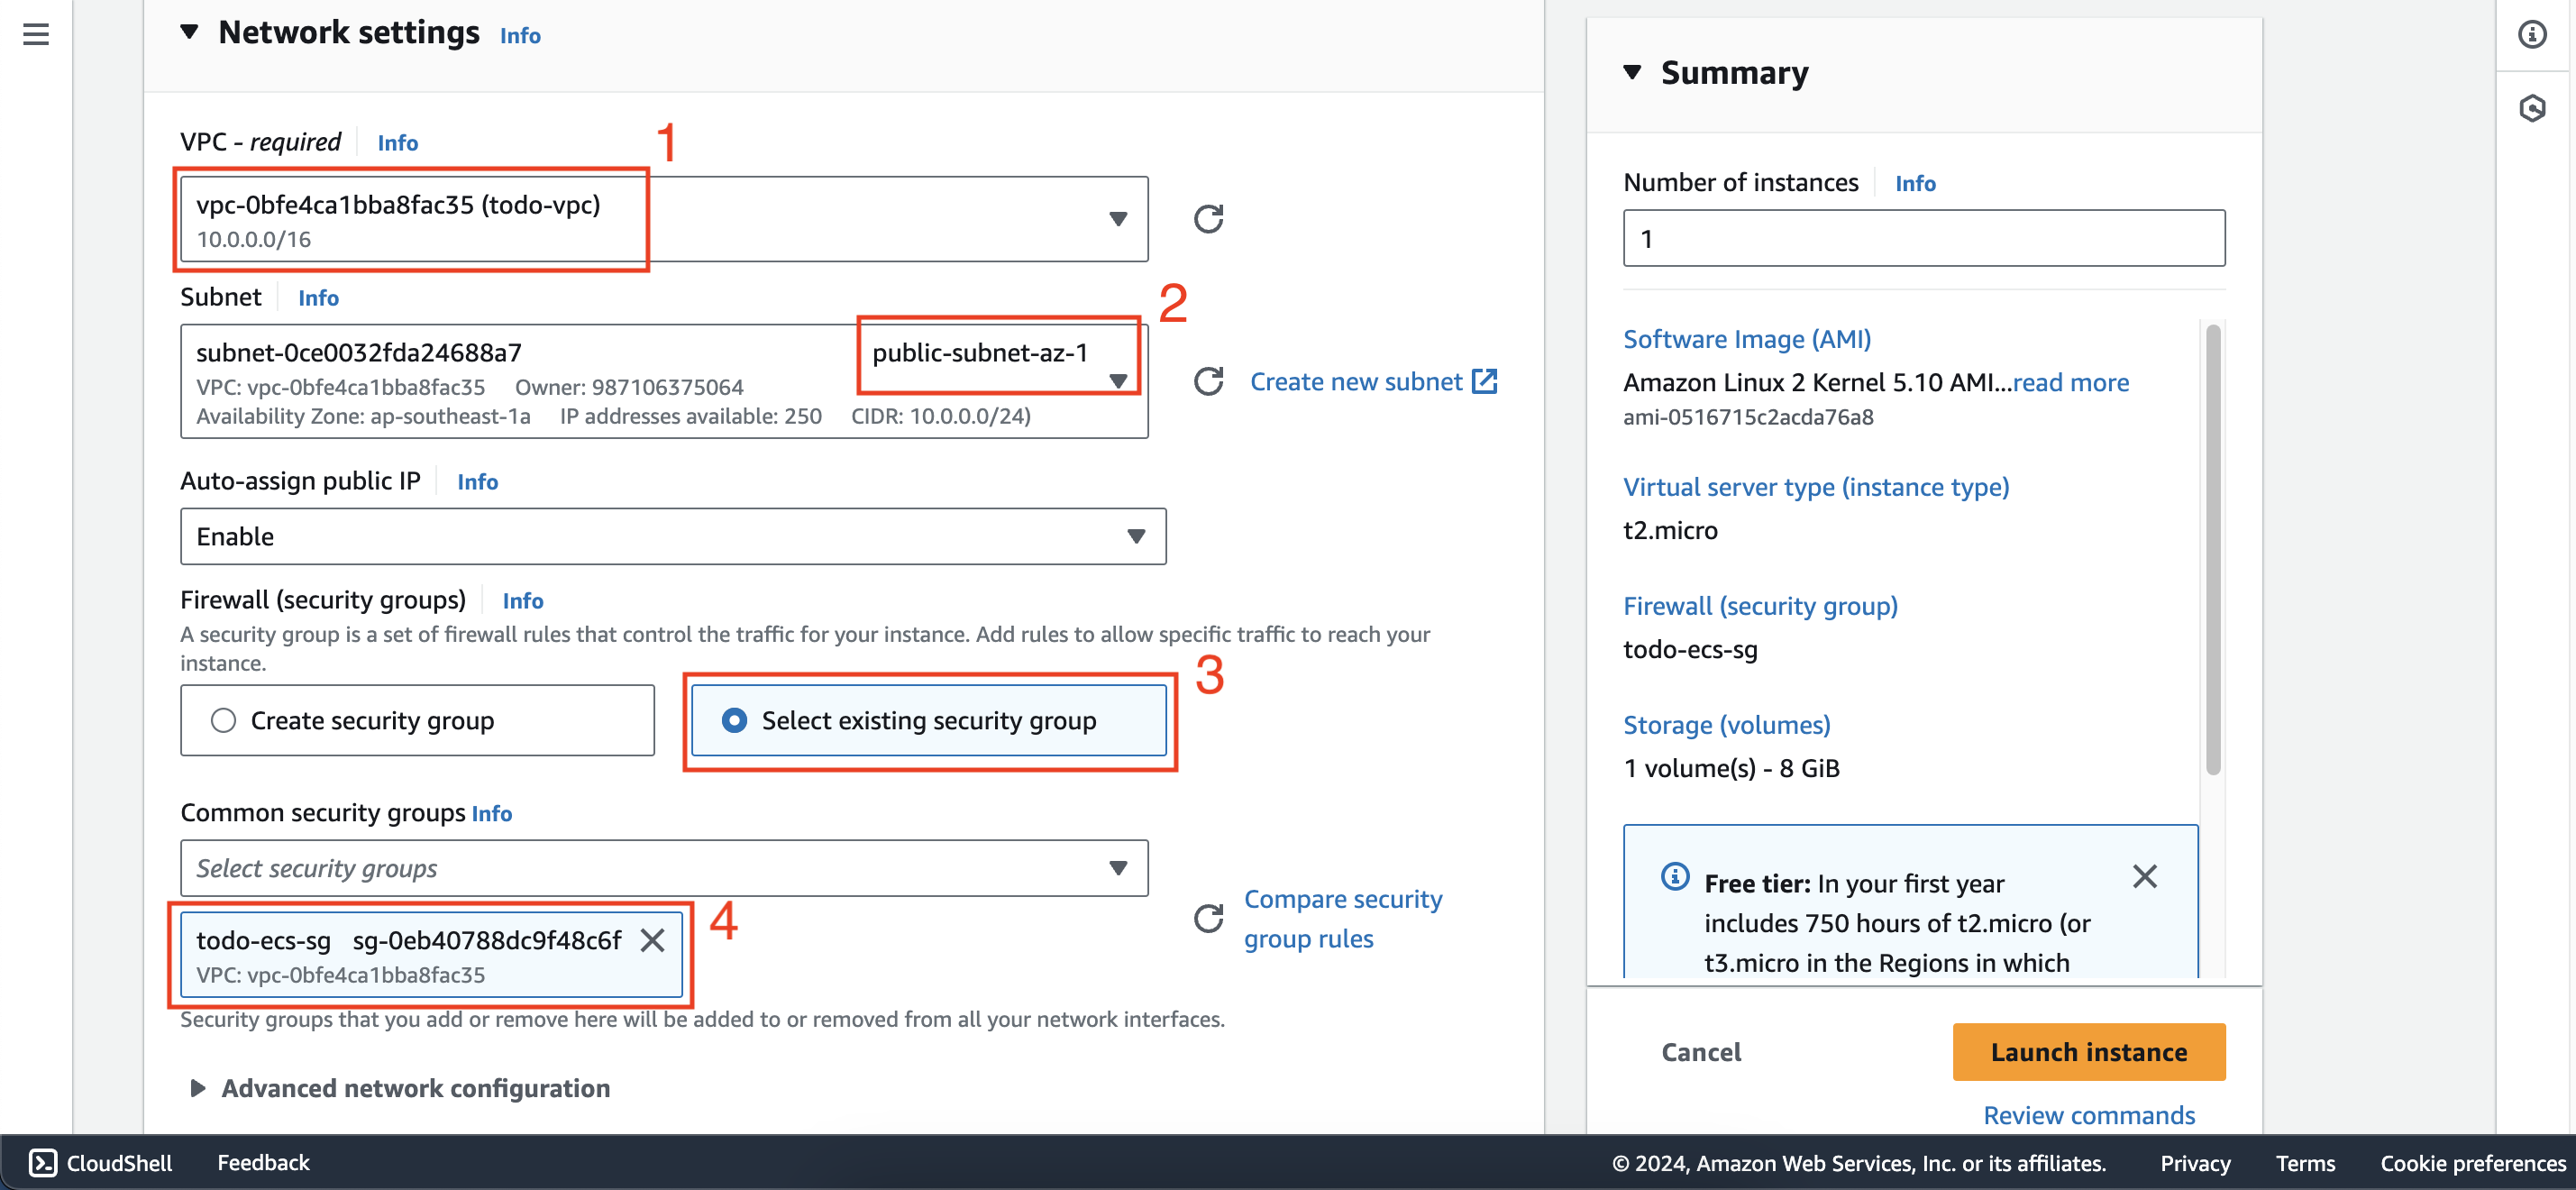 Network settings Info
VPC - required Info
1
vpc-0bfe4ca1bba8fac35 (todo-vpc)
10.0.0.0/16
Subnet Info
2
subnet-0ce0032fda24688a7 public-subnet-az-1
VPC: vpc-0bfe4ca1bba8fac35 Owner: 987106375064
Availability Zone: ap-southeast-1a IP addresses available: 250 CIDR: 10.0.0.0/24)
Create new subnet
Auto-assign public IP Info
Enable
Firewall (security groups) Info
A security group is a set of firewall rules that control the traffic for your instance. Add rules to allow specific traffic to reach your
instance.
3
Create security group
Select existing security group
Common security groups Info
Select security groups
4
todo-ecs-sg sg-0eb40788dc9f48c6f
VPC: vpc-0bfe4ca1bba8fac35
Compare security
group rules
Security groups that you add or remove here will be added to or removed from all your network interfaces.
Advanced network configuration
Summary
Number of instances Info
1
Software Image (AMI)
Amazon Linux 2 Kernel 5.10 AMI...read more
ami-0516715c2acda76a8
Virtual server type (instance type)
t2.micro
Firewall (security group)
todo-ecs-sg
Storage (volumes)
1 volume(s) - 8 GiB
Free tier: In your first year
includes 750 hours of t2.micro (or
t3.micro in the Regions in which
Cancel
Launch instance
Review commands
CloudShell Feedback
© 2024, Amazon Web Services, Inc. or its affiliates. Privacy Terms Cookie preferences